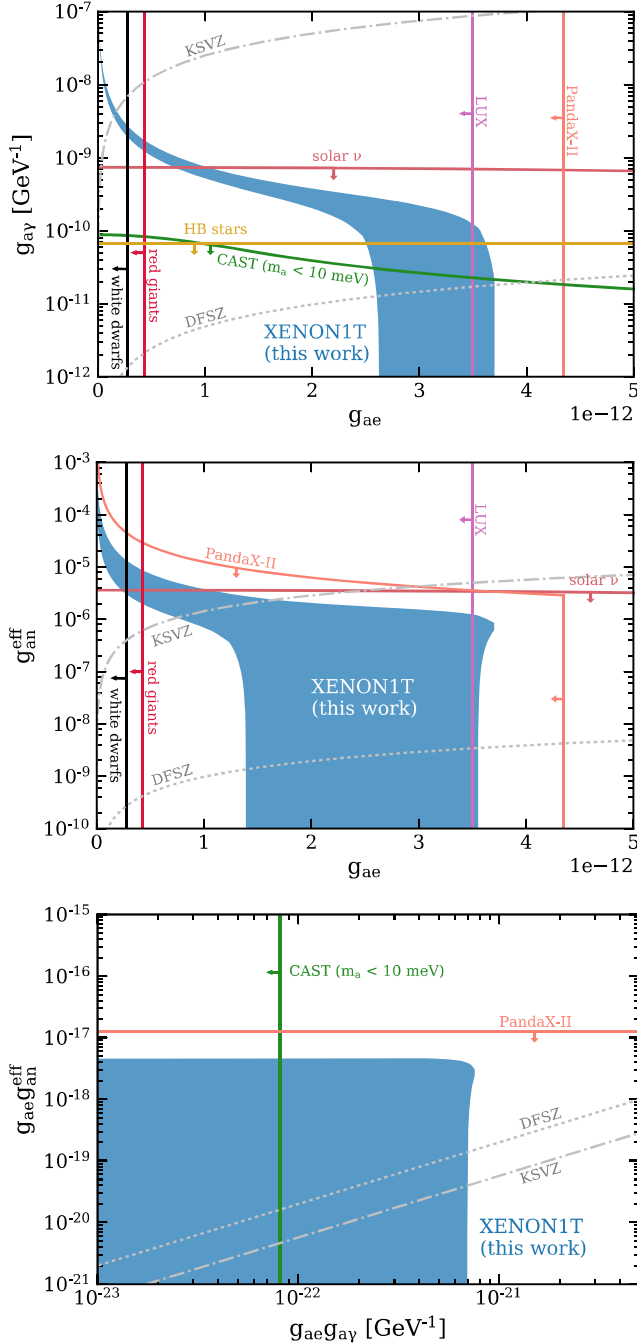 10⁻⁷
KSVZ
10⁻⁸
LUX
PandaX-II
10⁻⁹
solar ν
g_aγ [GeV⁻¹]
10⁻¹⁰
HB stars
CAST (m_a < 10 meV)
red giants
white dwarfs
10⁻¹¹
DFSZ
XENON1T
(this work)
10⁻¹²
0 1 2 3 4 5
g_ae
1e−12
10⁻³
10⁻⁴
LUX
PandaX-II
10⁻⁵
solar ν
g_an^eff
10⁻⁶
KSVZ
10⁻⁷
red giants
white dwarfs
XENON1T
(this work)
10⁻⁸
DFSZ
10⁻⁹
10⁻¹⁰
0 1 2 3 4 5
g_ae
1e−12
10⁻¹⁵
10⁻¹⁶
CAST (m_a < 10 meV)
10⁻¹⁷
PandaX-II
g_ae g_an^eff
10⁻¹⁸
DFSZ
10⁻¹⁹
KSVZ
10⁻²⁰
XENON1T
(this work)
10⁻²¹
10⁻²³ 10⁻²² 10⁻²¹
g_ae g_aγ [GeV⁻¹]